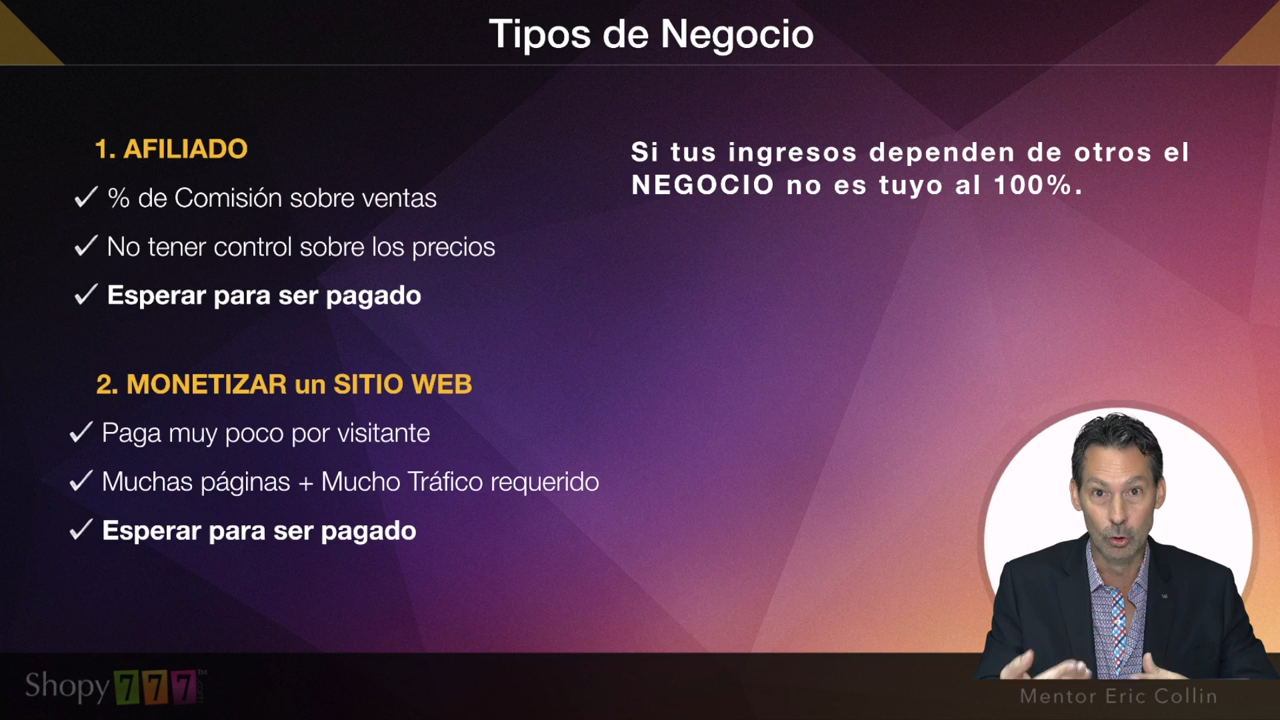 Tipos de Negocio
1. AFILIADO
% de Comisión sobre ventas
No tener control sobre los precios
Esperar para ser pagado
2. MONETIZAR un SITIO WEB
Paga muy poco por visitante
Muchas páginas + Mucho Tráfico requerido
Esperar para ser pagado
Si tus ingresos dependen de otros el
NEGOCIO no es tuyo al 100%.
Shopy 777
Mentor Eric Collin